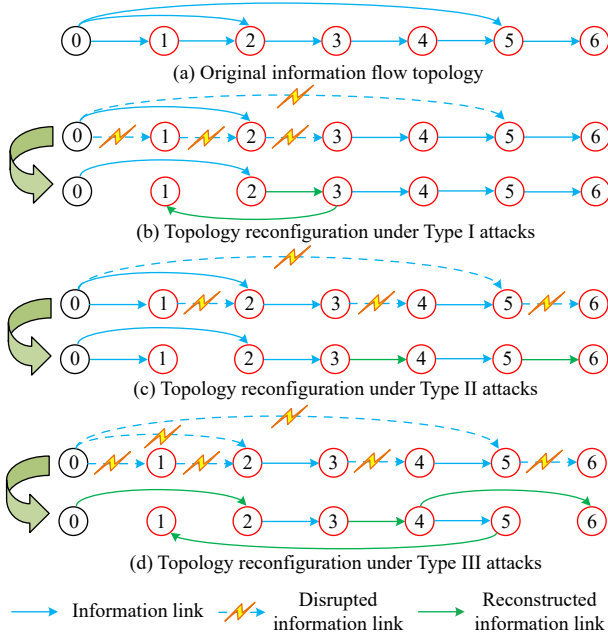 0 1 2 3 4 5 6
(a) Original information flow topology
0 1 2 3 4 5 6
0 1 2 3 4 5 6
(b) Topology reconfiguration under Type I attacks
0 1 2 3 4 5 6
0 1 2 3 4 5 6
(c) Topology reconfiguration under Type II attacks
0 1 2 3 4 5 6
0 1 2 3 4 5 6
(d) Topology reconfiguration under Type III attacks
Information link
Disrupted
information link
Reconstructed
information link